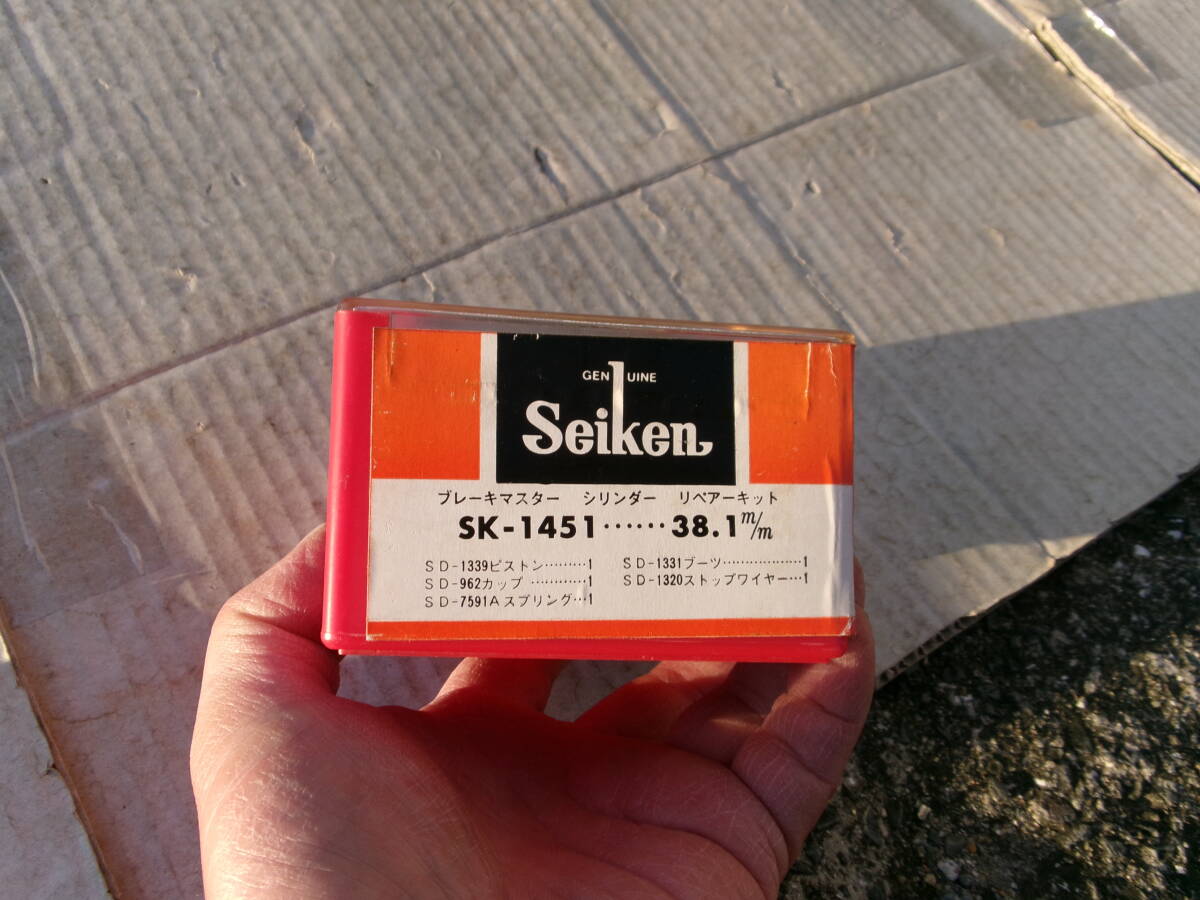 GENUINE
Seiken
ブレーキマスター シリンダー リペアーキット
SK-1451······38.1 m/m
SD-1339ピストン·········1 SD-1331ブーツ··················1
SD-962カップ ············1 SD-1320ストップワイヤー···1
SD-7591Aスプリング···1